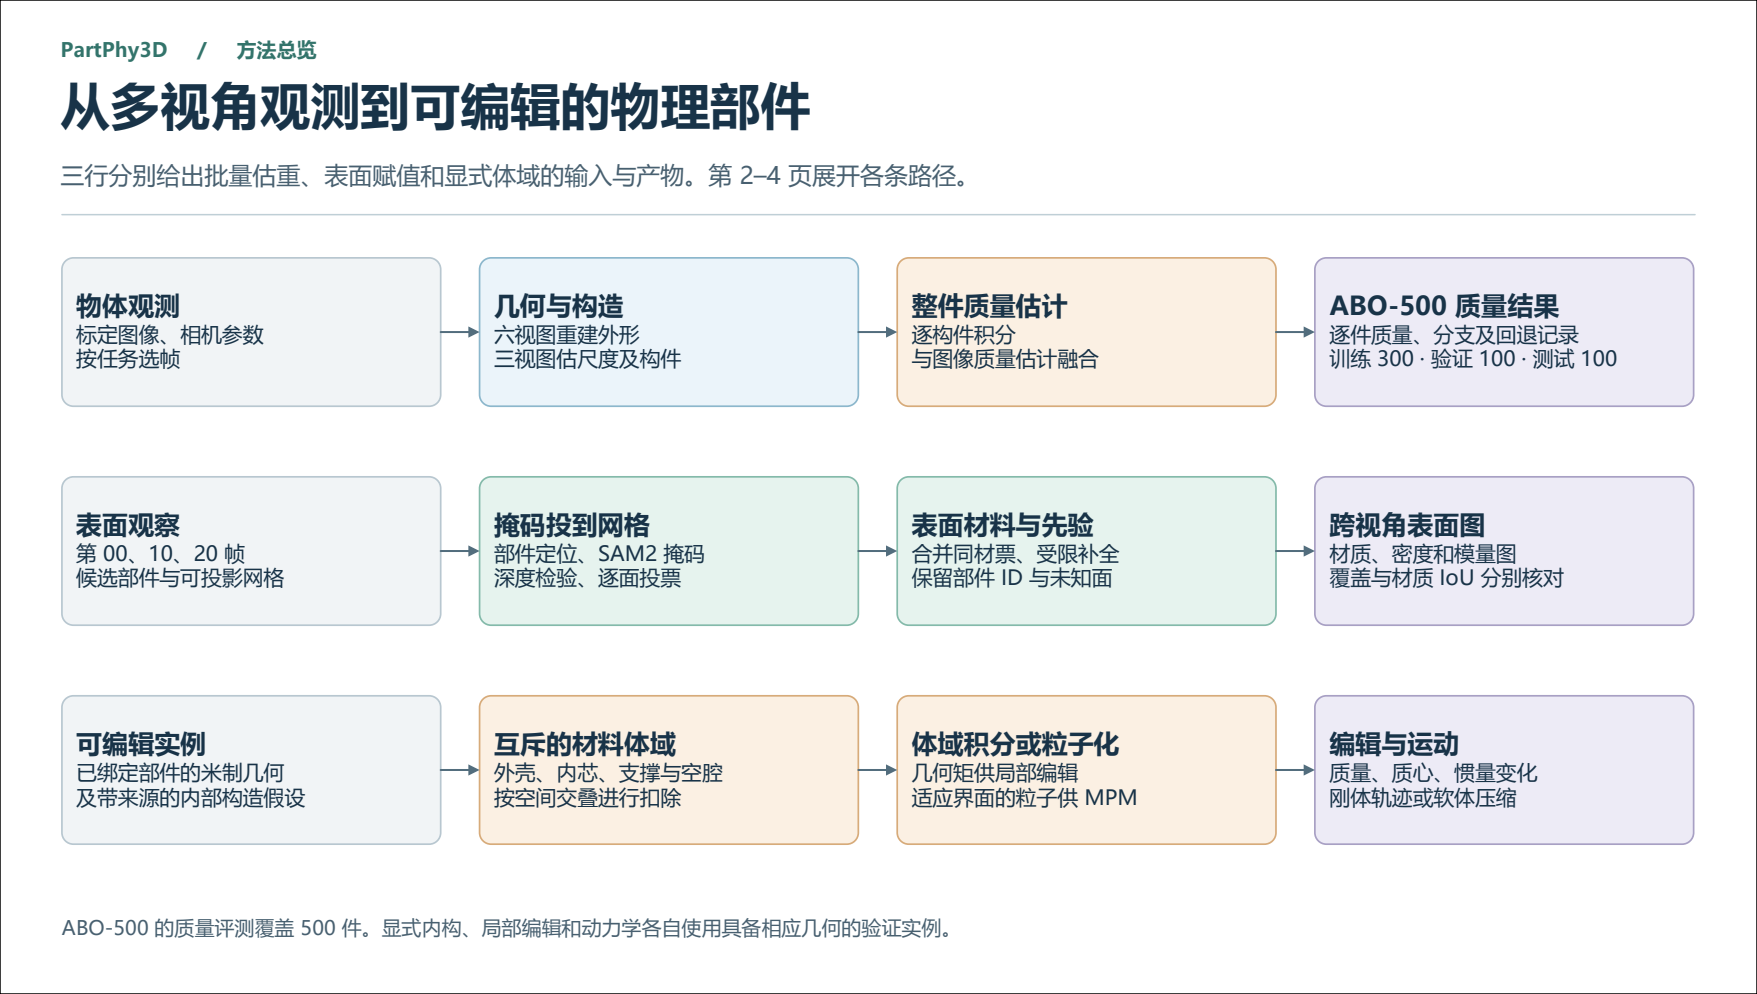 PartPhy3D / 方法总览
从多视角观测到可编辑的物理部件
三行分别给出批量估重、表面赋值和显式体域的输入与产物。第 2–4 页展开各条路径。
物体观测
标定图像、相机参数
按任务选帧
几何与构造
六视图重建外形
三视图估尺度及构件
整件质量估计
逐构件积分
与图像质量估计融合
ABO-500 质量结果
逐件质量、分支及回退记录
训练 300 · 验证 100 · 测试 100
表面观察
第 00、10、20 帧
候选部件与可投影网格
掩码投到网格
部件定位、SAM2 掩码
深度检验、逐面投票
表面材料与先验
合并同材票、受限补全
保留部件 ID 与未知面
跨视角表面图
材质、密度和模量图
覆盖与材质 IoU 分别核对
可编辑实例
已绑定部件的米制几何
及带来源的内部构造假设
互斥的材料体域
外壳、内芯、支撑与空腔
按空间交叠进行扣除
体域积分或粒子化
几何矩供局部编辑
适应界面的粒子供 MPM
编辑与运动
质量、质心、惯量变化
刚体轨迹或软体压缩
ABO-500 的质量评测覆盖 500 件。显式内构、局部编辑和动力学各自使用具备相应几何的验证实例。